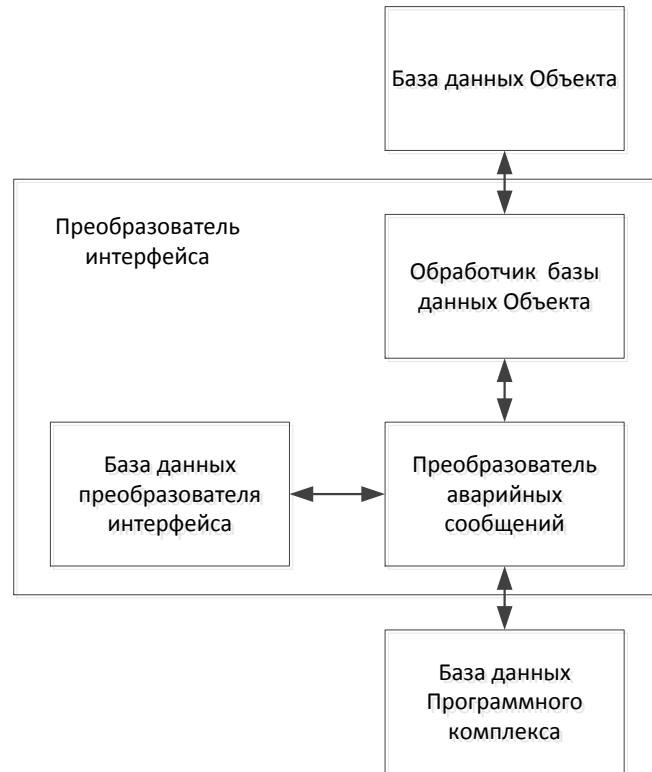 База данных Объекта
Преобразователь
интерфейса
Обработчик базы
данных Объекта
База данных
преобразователя
интерфейса
Преобразователь
аварийных
сообщений
База данных
Программного
комплекса